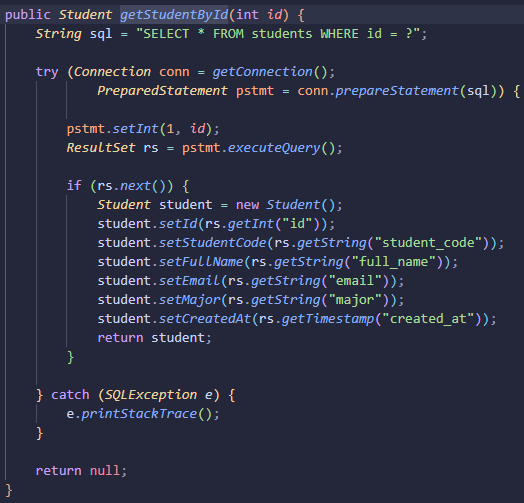 public Student getStudentById(int id) {
    String sql = "SELECT * FROM students WHERE id = ?";

    try (Connection conn = getConnection();
            PreparedStatement pstmt = conn.prepareStatement(sql)) {

        pstmt.setInt(1, id);
        ResultSet rs = pstmt.executeQuery();

        if (rs.next()) {
            Student student = new Student();
            student.setId(rs.getInt("id"));
            student.setStudentCode(rs.getString("student_code"));
            student.setFullName(rs.getString("full_name"));
            student.setEmail(rs.getString("email"));
            student.setMajor(rs.getString("major"));
            student.setCreatedAt(rs.getTimestamp("created_at"));
            return student;
        }

    } catch (SQLException e) {
        e.printStackTrace();
    }

    return null;
}